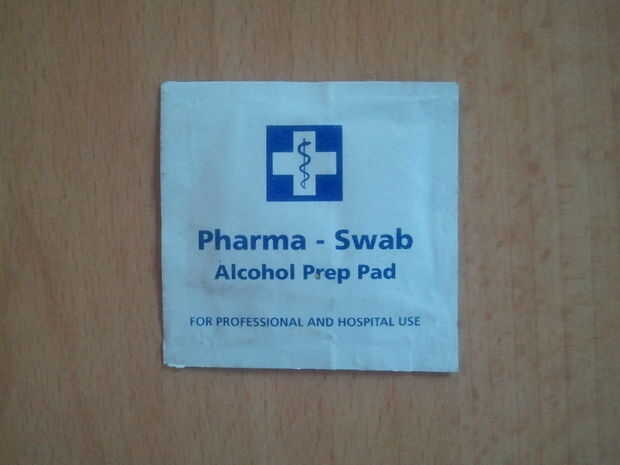 Pharma - Swab
Alcohol Prep Pad
FOR PROFESSIONAL AND HOSPITAL USE